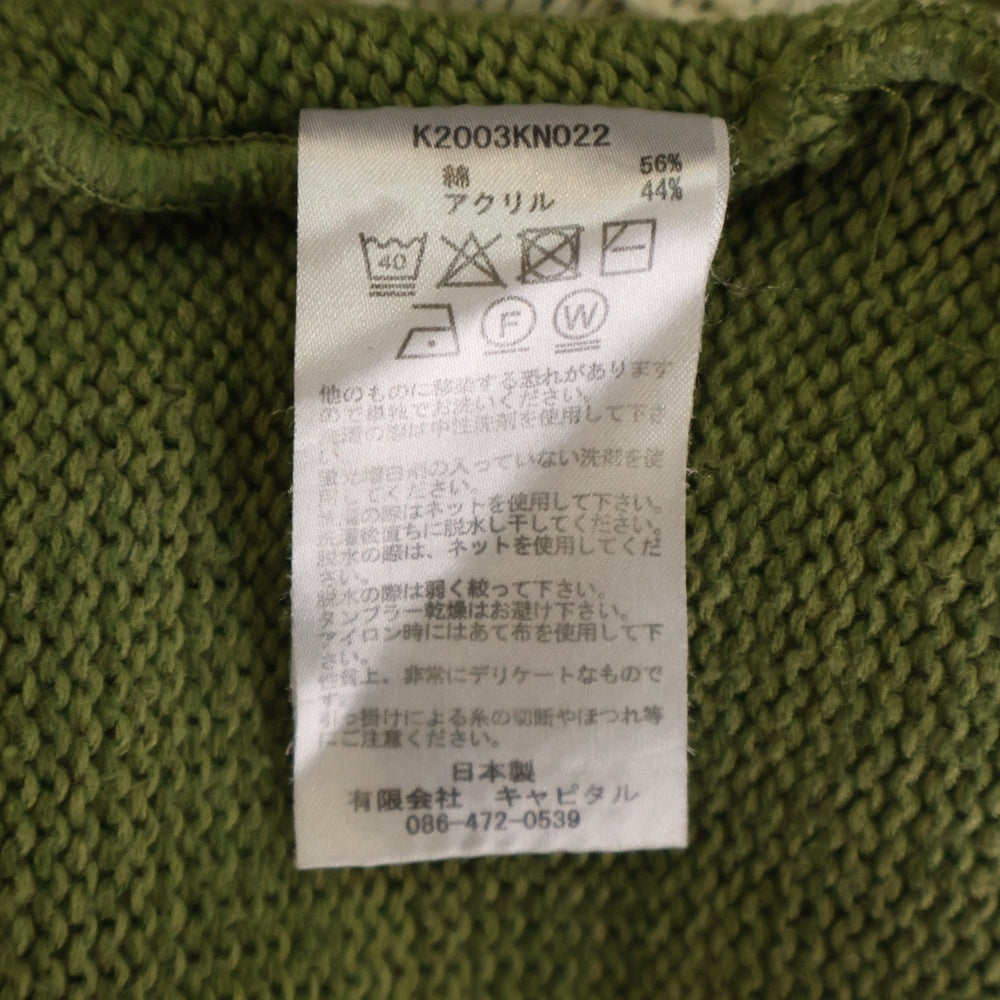 K2003KN022
綿 56%
アクリル 44%
40
F W
他のものに移染する恐れがあります
ので単独でお洗いください。
洗濯の際は中性洗剤を使用して下さ
い。
蛍光増白剤の入っていない洗剤を使
用してください。
洗濯の際はネットを使用して下さい。
洗濯後直ちに脱水し干してください。
脱水の際は、ネットを使用してくだ
さい。
脱水の際は弱く絞って下さい。
タンブラー乾燥はお避け下さい。
アイロン時にはあて布を使用して下
さい。
上、非常にデリケートなもので
す。
引っ掛けによる糸の切断やほつれ等
にご注意ください。
日本製
有限会社 キャピタル
086-472-0539